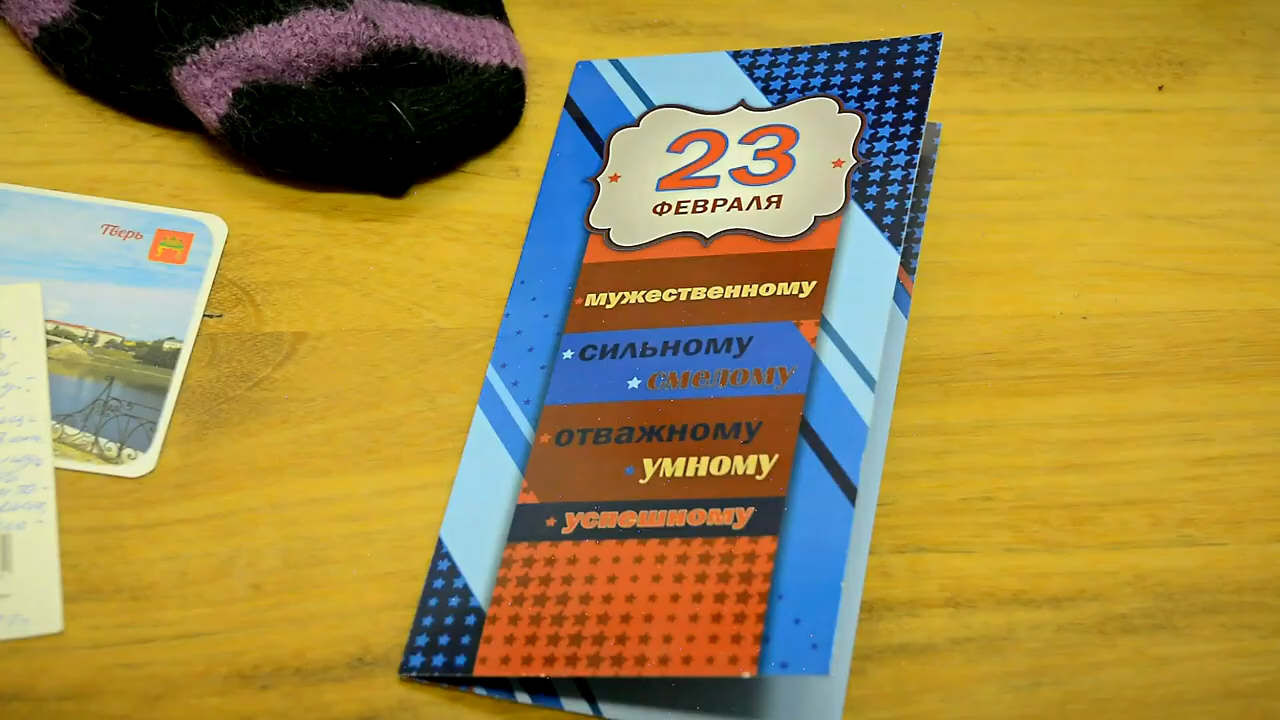 Тверь
23
ФЕВРАЛЯ
мужественному
сильному
смелому
отважному
умному
успешному